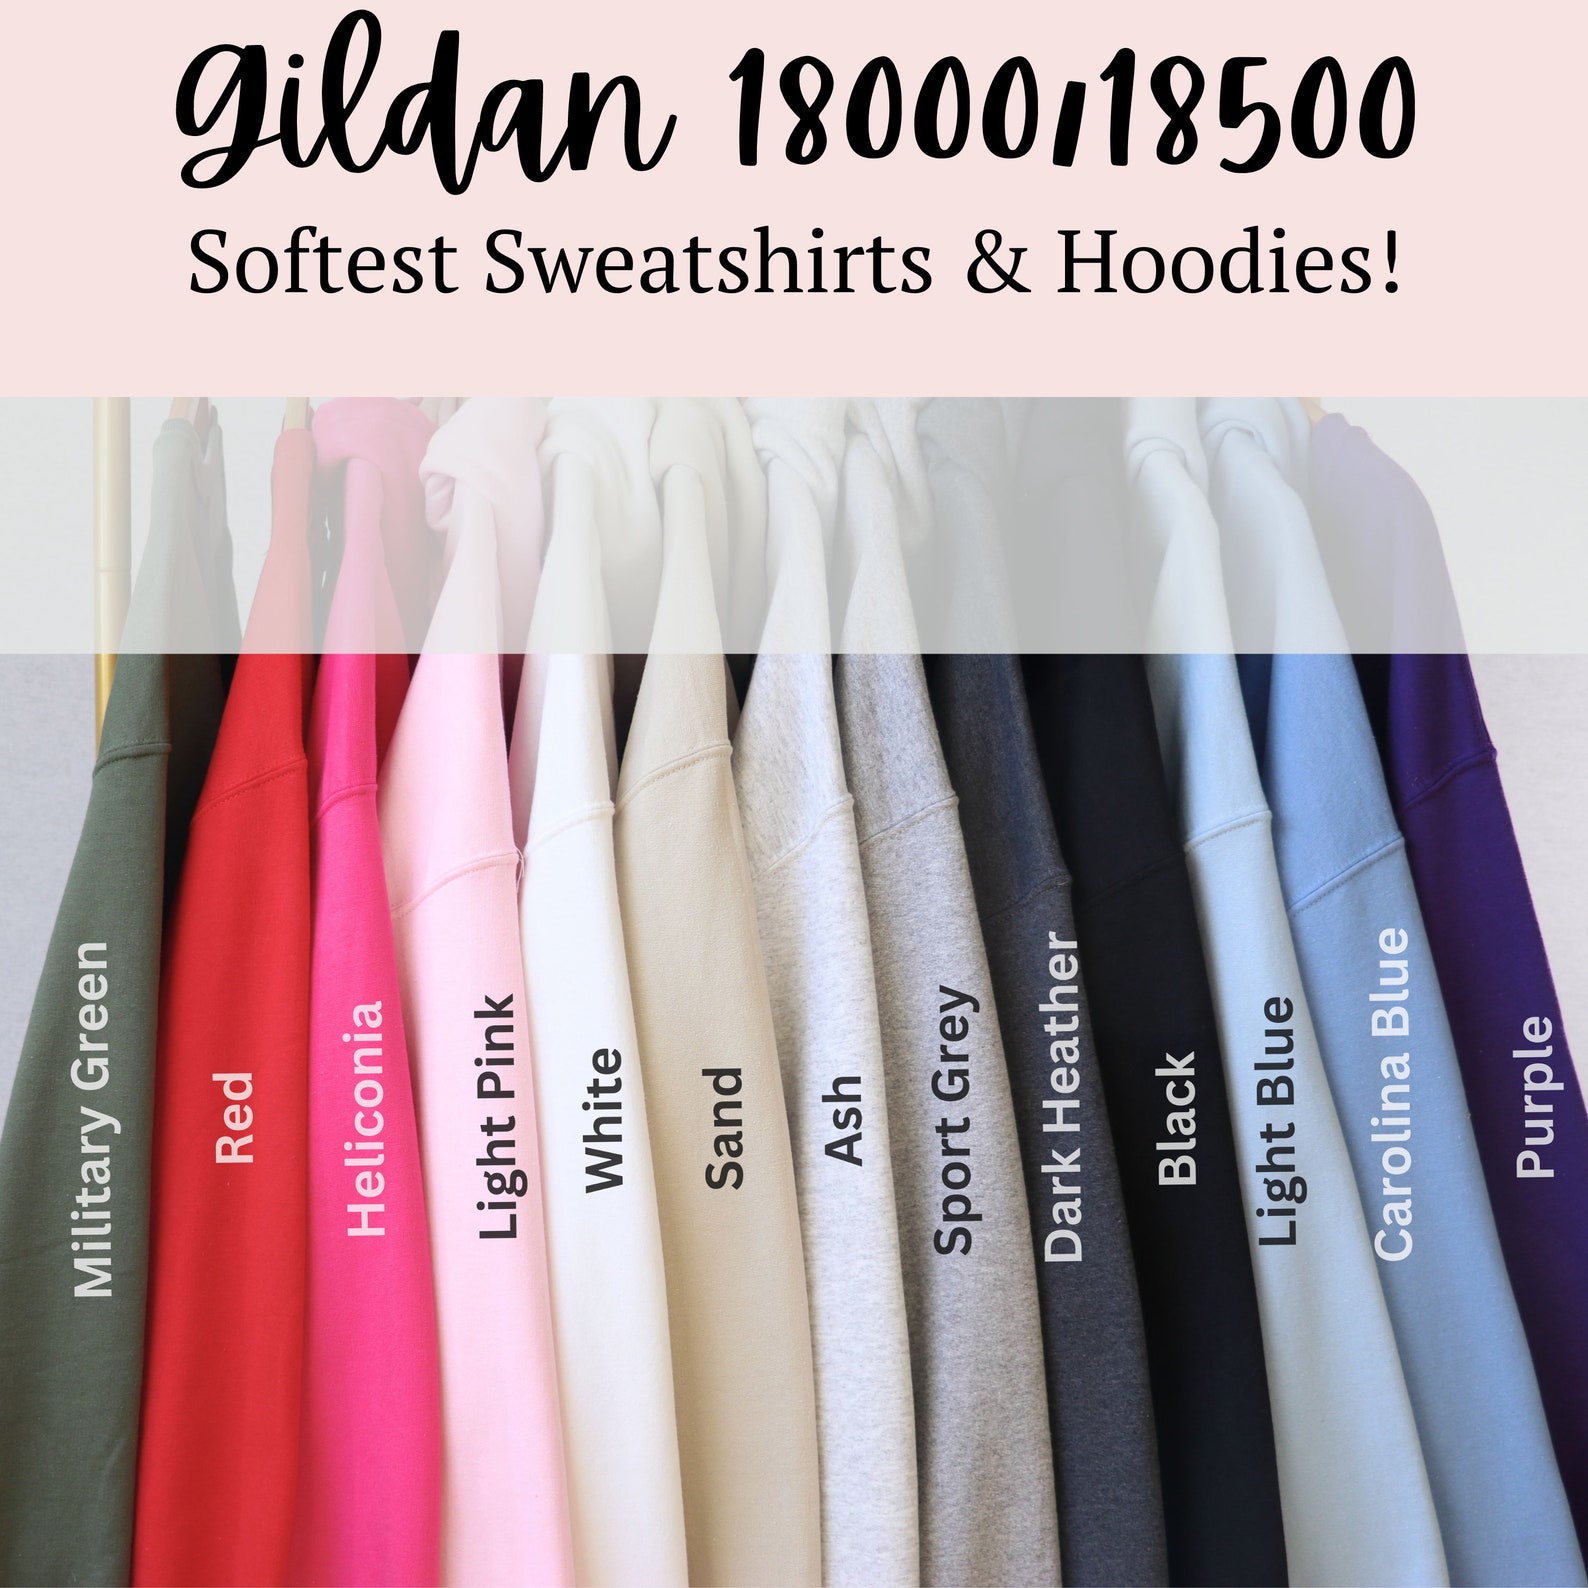 Gildan 18000/18500
Softest Sweatshirts & Hoodies!
Military Green
Red
Heliconia
Light Pink
White
Sand
Ash
Sport Grey
Dark Heather
Black
Light Blue
Carolina Blue
Purple